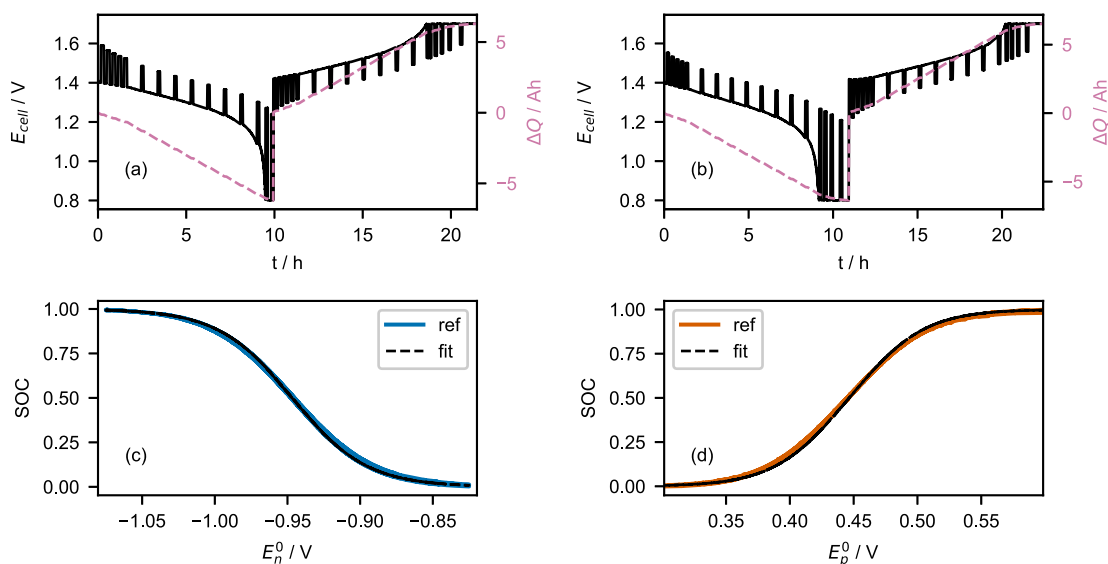 1.6
1.4
1.2
1.0
0.8
E_cell / V
(a)
5
0
−5
ΔQ / Ah
0 5 10 15 20
t / h
1.6
1.4
1.2
1.0
0.8
E_cell / V
(b)
5
0
−5
ΔQ / Ah
0 5 10 15 20
t / h
1.00
0.75
0.50
0.25
0.00
SOC
ref
fit
(c)
−1.05 −1.00 −0.95 −0.90 −0.85
E_n^0 / V
1.00
0.75
0.50
0.25
0.00
SOC
ref
fit
(d)
0.35 0.40 0.45 0.50 0.55
E_p^0 / V